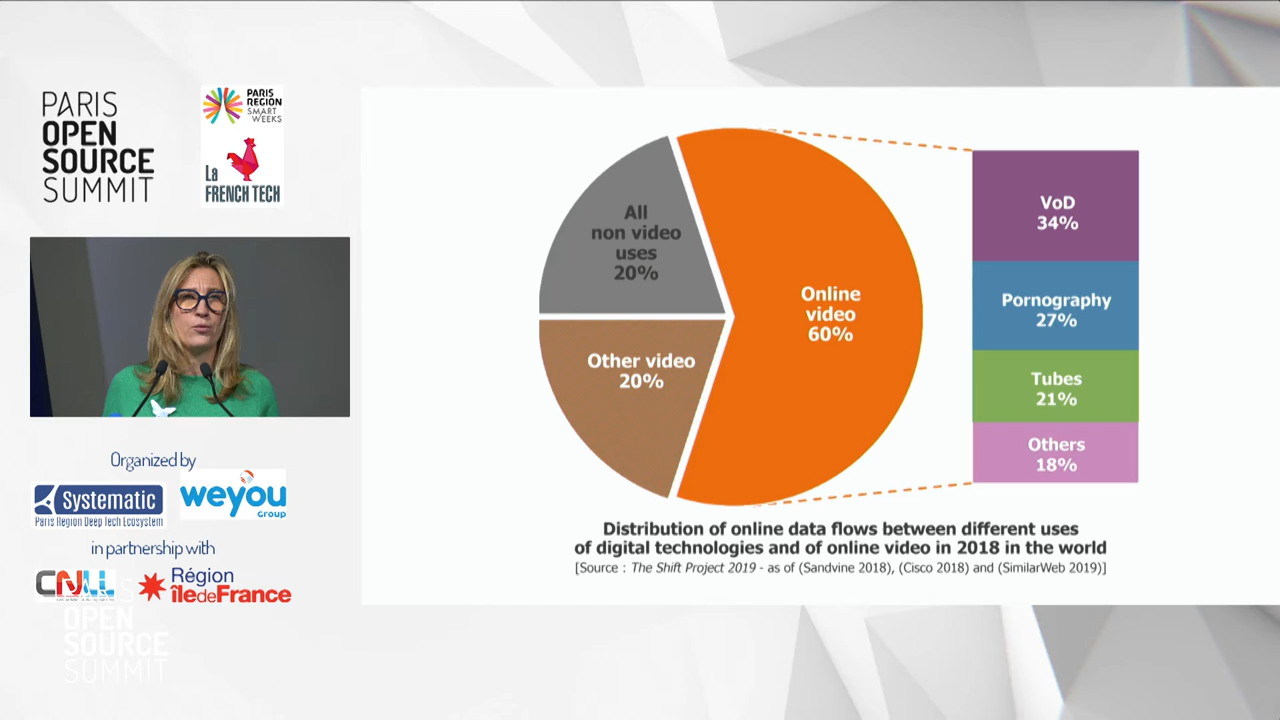 PARIS
OPEN
SOURCE
SUMMIT
PARIS
REGION
SMART
WEEKS
La
FRENCH TECH
Organized by
Systematic
Paris Region Deep Tech Ecosystem
weyou
GROUP
in partnership with
CNLL
Région
îledeFrance
PARIS
OPEN
SOURCE
SUMMIT
All
non video
uses
20%
Other video
20%
Online
video
60%
VoD
34%
Pornography
27%
Tubes
21%
Others
18%
Distribution of online data flows between different uses
of digital technologies and of online video in 2018 in the world
[Source : The Shift Project 2019 - as of (Sandvine 2018), (Cisco 2018) and (SimilarWeb 2019)]